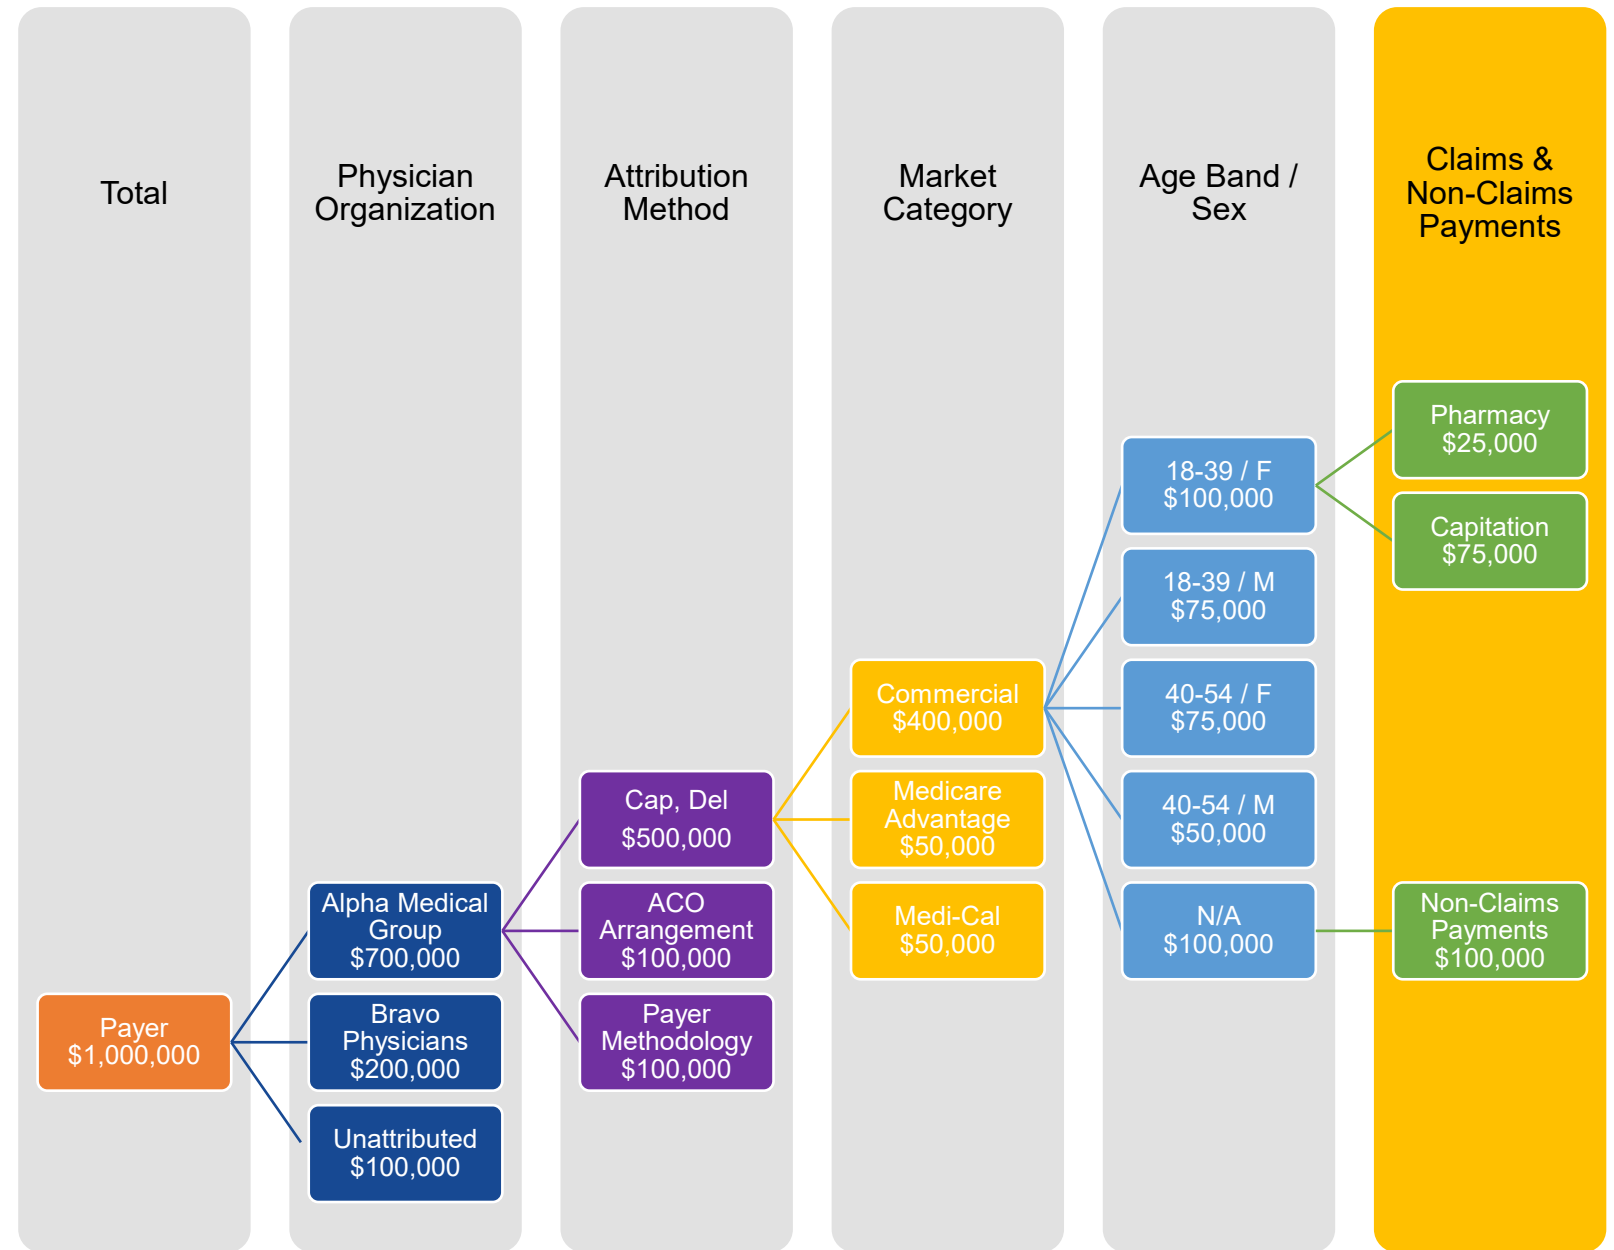 Total
Physician
Organization
Attribution
Method
Market
Category
Age Band /
Sex
Claims &
Non-Claims
Payments
Payer
$1,000,000
Alpha Medical
Group
$700,000
Bravo
Physicians
$200,000
Unattributed
$100,000
Cap, Del
$500,000
ACO
Arrangement
$100,000
Payer
Methodology
$100,000
Commercial
$400,000
Medicare
Advantage
$50,000
Medi-Cal
$50,000
18-39 / F
$100,000
18-39 / M
$75,000
40-54 / F
$75,000
40-54 / M
$50,000
N/A
$100,000
Pharmacy
$25,000
Capitation
$75,000
Non-Claims
Payments
$100,000